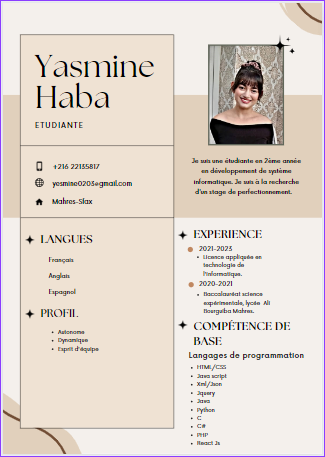 Yasmine
Haba
ETUDIANTE
+216 22135817
yesmine0203@gmail.com
Mahres-Sfax
Je suis une étudiante en 2ème année
en développement de système
informatique. Je suis à la recherche
d'un stage de perfectionnement.
LANGUES
Français
Anglais
Espagnol
PROFIL
• Autonome
• Dynamique
• Esprit d'équipe
EXPERIENCE
2021-2023
• Licence appliquée en
technologie de
l'informatique.
2020-2021
• Baccalauréat science
expérimentale, lycée Ali
Bourguiba Mahres.
COMPÉTENCE DE
BASE
Langages de programmation
• HTML/CSS
• Java script
• Xml/Json
• Jquery
• Java
• Python
• C
• C#
• PHP
• React Js